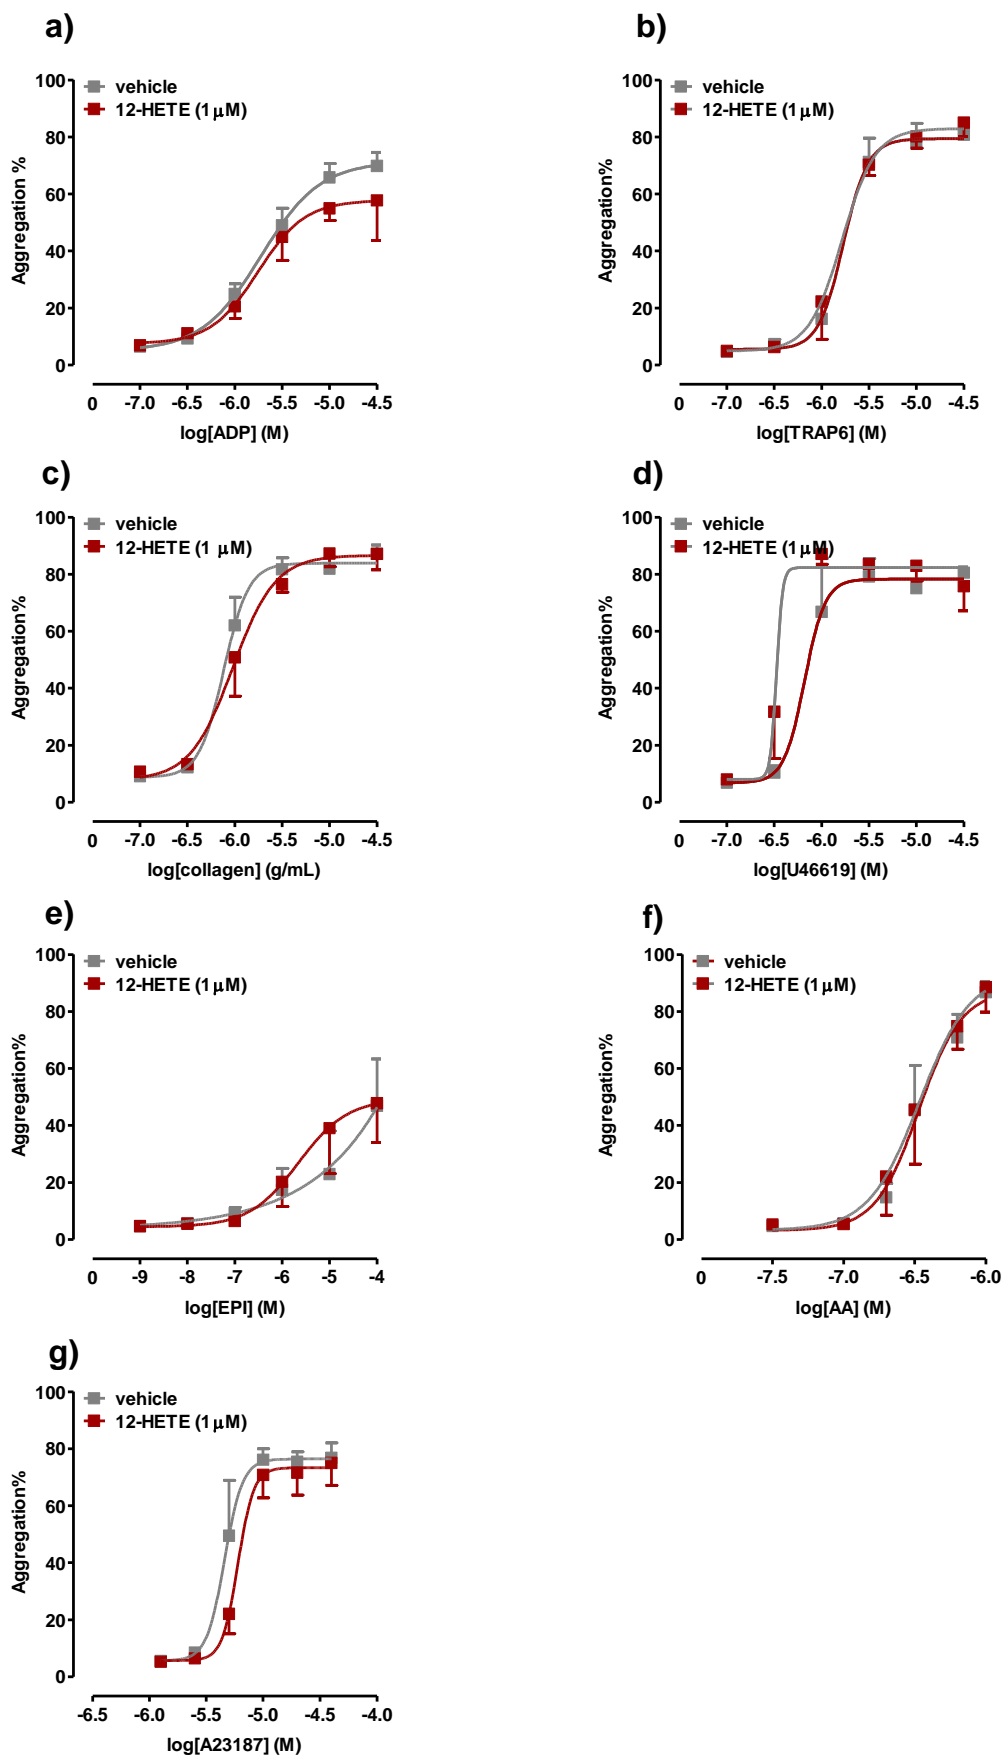 a)
vehicle
12-HETE (1 μM)
Aggregation %
100
80
60
40
20
0
0 -7.0 -6.5 -6.0 -5.5 -5.0 -4.5
log[ADP] (M)
b)
vehicle
12-HETE (1 μM)
Aggregation %
100
80
60
40
20
0
0 -7.0 -6.5 -6.0 -5.5 -5.0 -4.5
log[TRAP6] (M)
c)
vehicle
12-HETE (1 μM)
Aggregation%
100
80
60
40
20
0
0 -7.0 -6.5 -6.0 -5.5 -5.0 -4.5
log[collagen] (g/mL)
d)
vehicle
12-HETE (1 μM)
Aggregation%
100
80
60
40
20
0
0 -7.0 -6.5 -6.0 -5.5 -5.0 -4.5
log[U46619] (M)
e)
vehicle
12-HETE (1 μM)
Aggregation%
100
80
60
40
20
0
0 -9 -8 -7 -6 -5 -4
log[EPI] (M)
f)
vehicle
12-HETE (1 μM)
Aggregation%
100
80
60
40
20
0
0 -7.5 -7.0 -6.5 -6.0
log[AA] (M)
g)
vehicle
12-HETE (1 μM)
Aggregation%
100
80
60
40
20
0
-6.5 -6.0 -5.5 -5.0 -4.5 -4.0
log[A23187] (M)